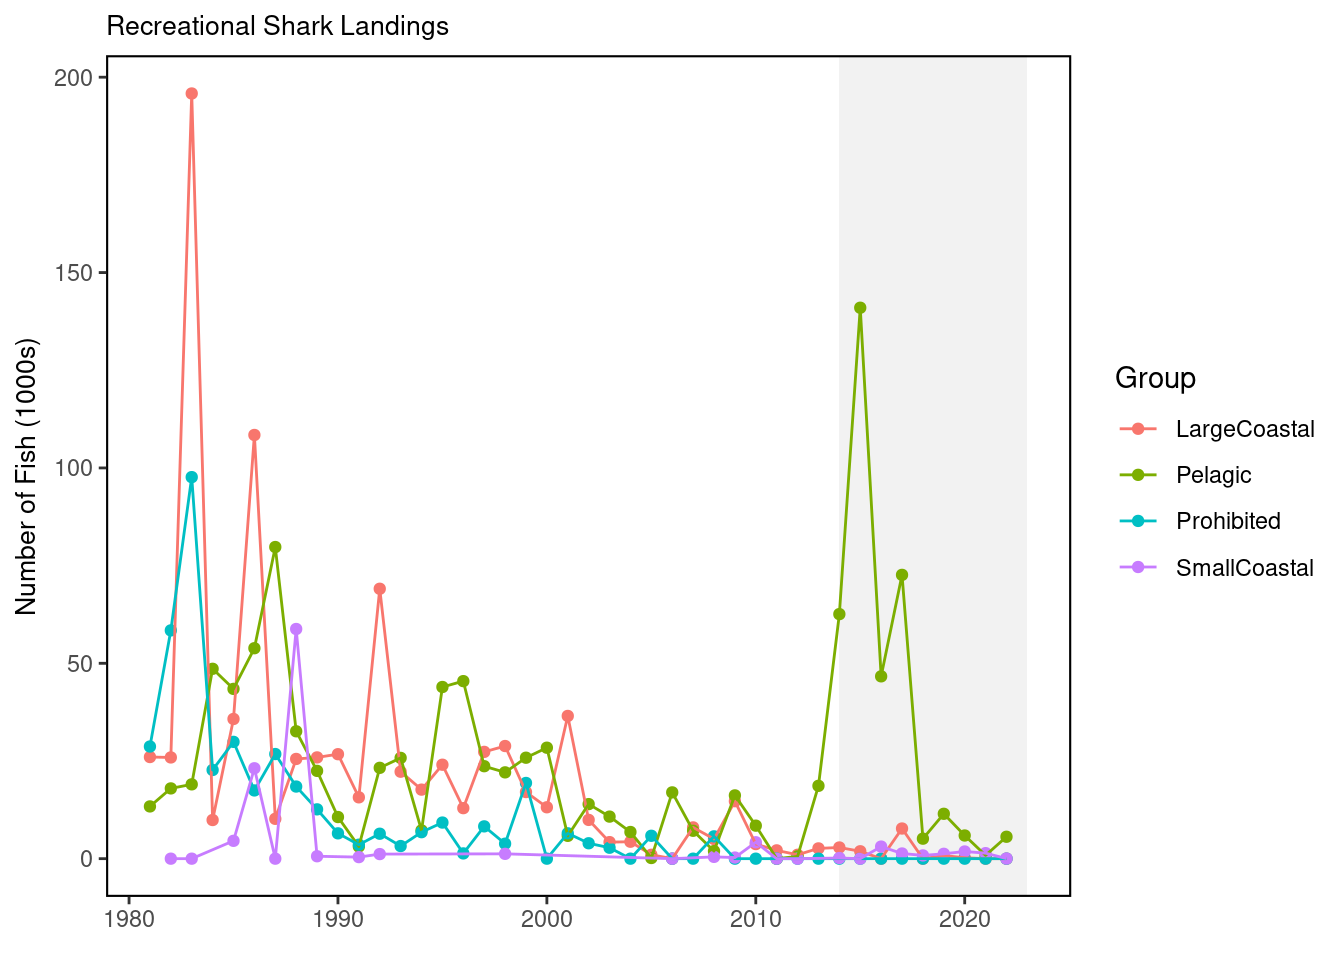 Recreational Shark Landings
200
150
100
50
0
Number of Fish (1000s)
1980 1990 2000 2010 2020
Group
LargeCoastal
Pelagic
Prohibited
SmallCoastal